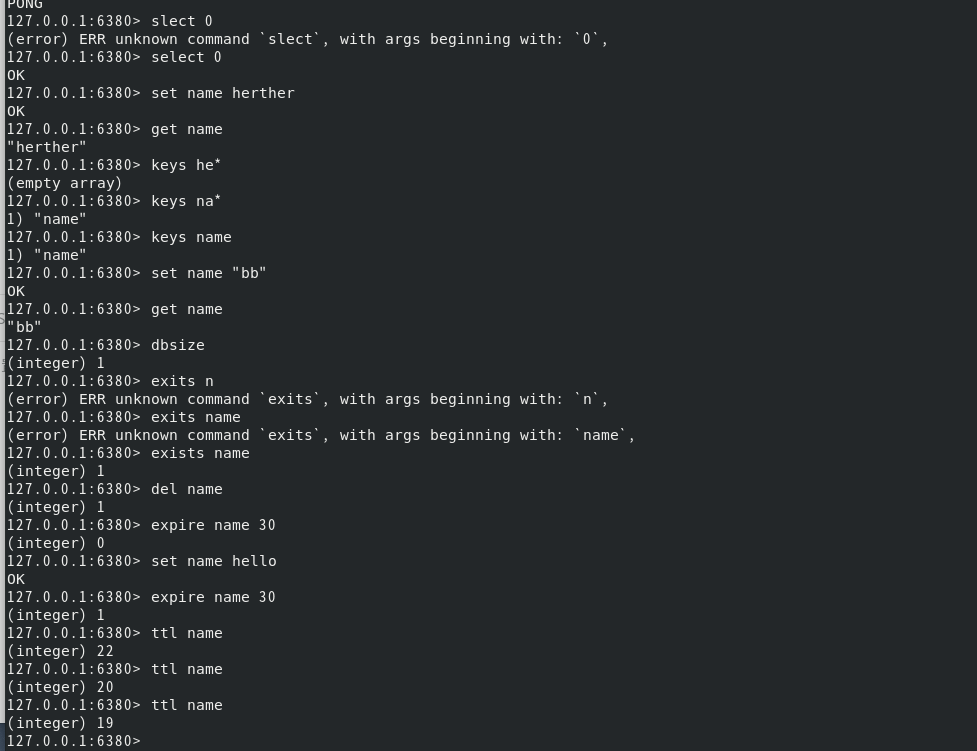 PONG
127.0.0.1:6380> slect 0
(error) ERR unknown command `slect`, with args beginning with: `0`,
127.0.0.1:6380> select 0
OK
127.0.0.1:6380> set name herther
OK
127.0.0.1:6380> get name
"herther"
127.0.0.1:6380> keys he*
(empty array)
127.0.0.1:6380> keys na*
1) "name"
127.0.0.1:6380> keys name
1) "name"
127.0.0.1:6380> set name "bb"
OK
127.0.0.1:6380> get name
"bb"
127.0.0.1:6380> dbsize
(integer) 1
127.0.0.1:6380> exits n
(error) ERR unknown command `exits`, with args beginning with: `n`,
127.0.0.1:6380> exits name
(error) ERR unknown command `exits`, with args beginning with: `name`,
127.0.0.1:6380> exists name
(integer) 1
127.0.0.1:6380> del name
(integer) 1
127.0.0.1:6380> expire name 30
(integer) 0
127.0.0.1:6380> set name hello
OK
127.0.0.1:6380> expire name 30
(integer) 1
127.0.0.1:6380> ttl name
(integer) 22
127.0.0.1:6380> ttl name
(integer) 20
127.0.0.1:6380> ttl name
(integer) 19
127.0.0.1:6380>